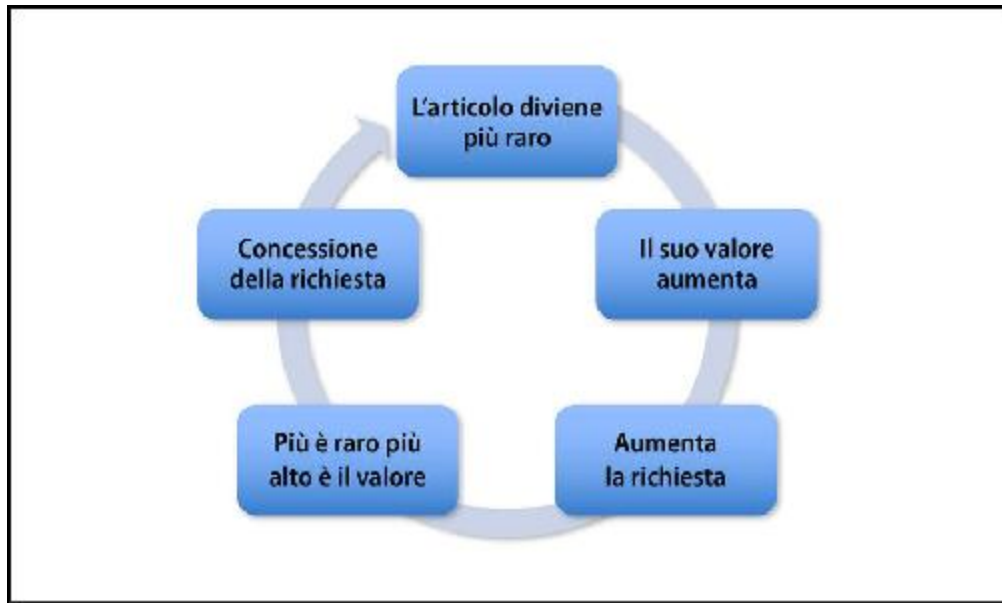 L'articolo diviene
più raro
Il suo valore
aumenta
Aumenta
la richiesta
Più è raro più
alto è il valore
Concessione
della richiesta